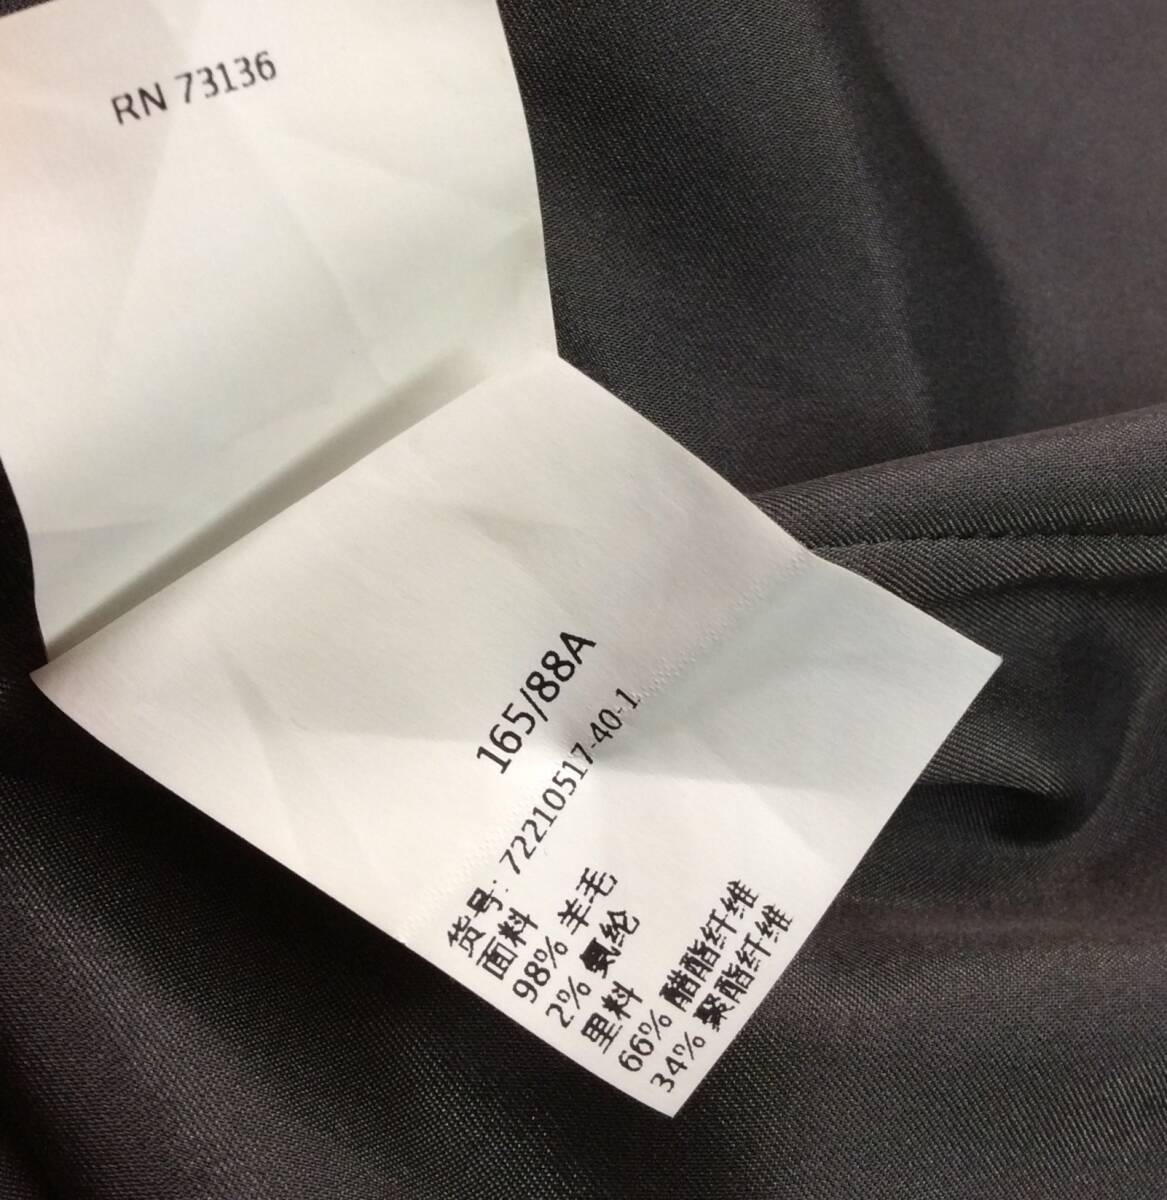 RN 73136
165/88A
货号: 72210517-40-1
面料
98% 羊毛
2% 氨纶
里料
66% 醋酯纤维
34% 聚酯纤维